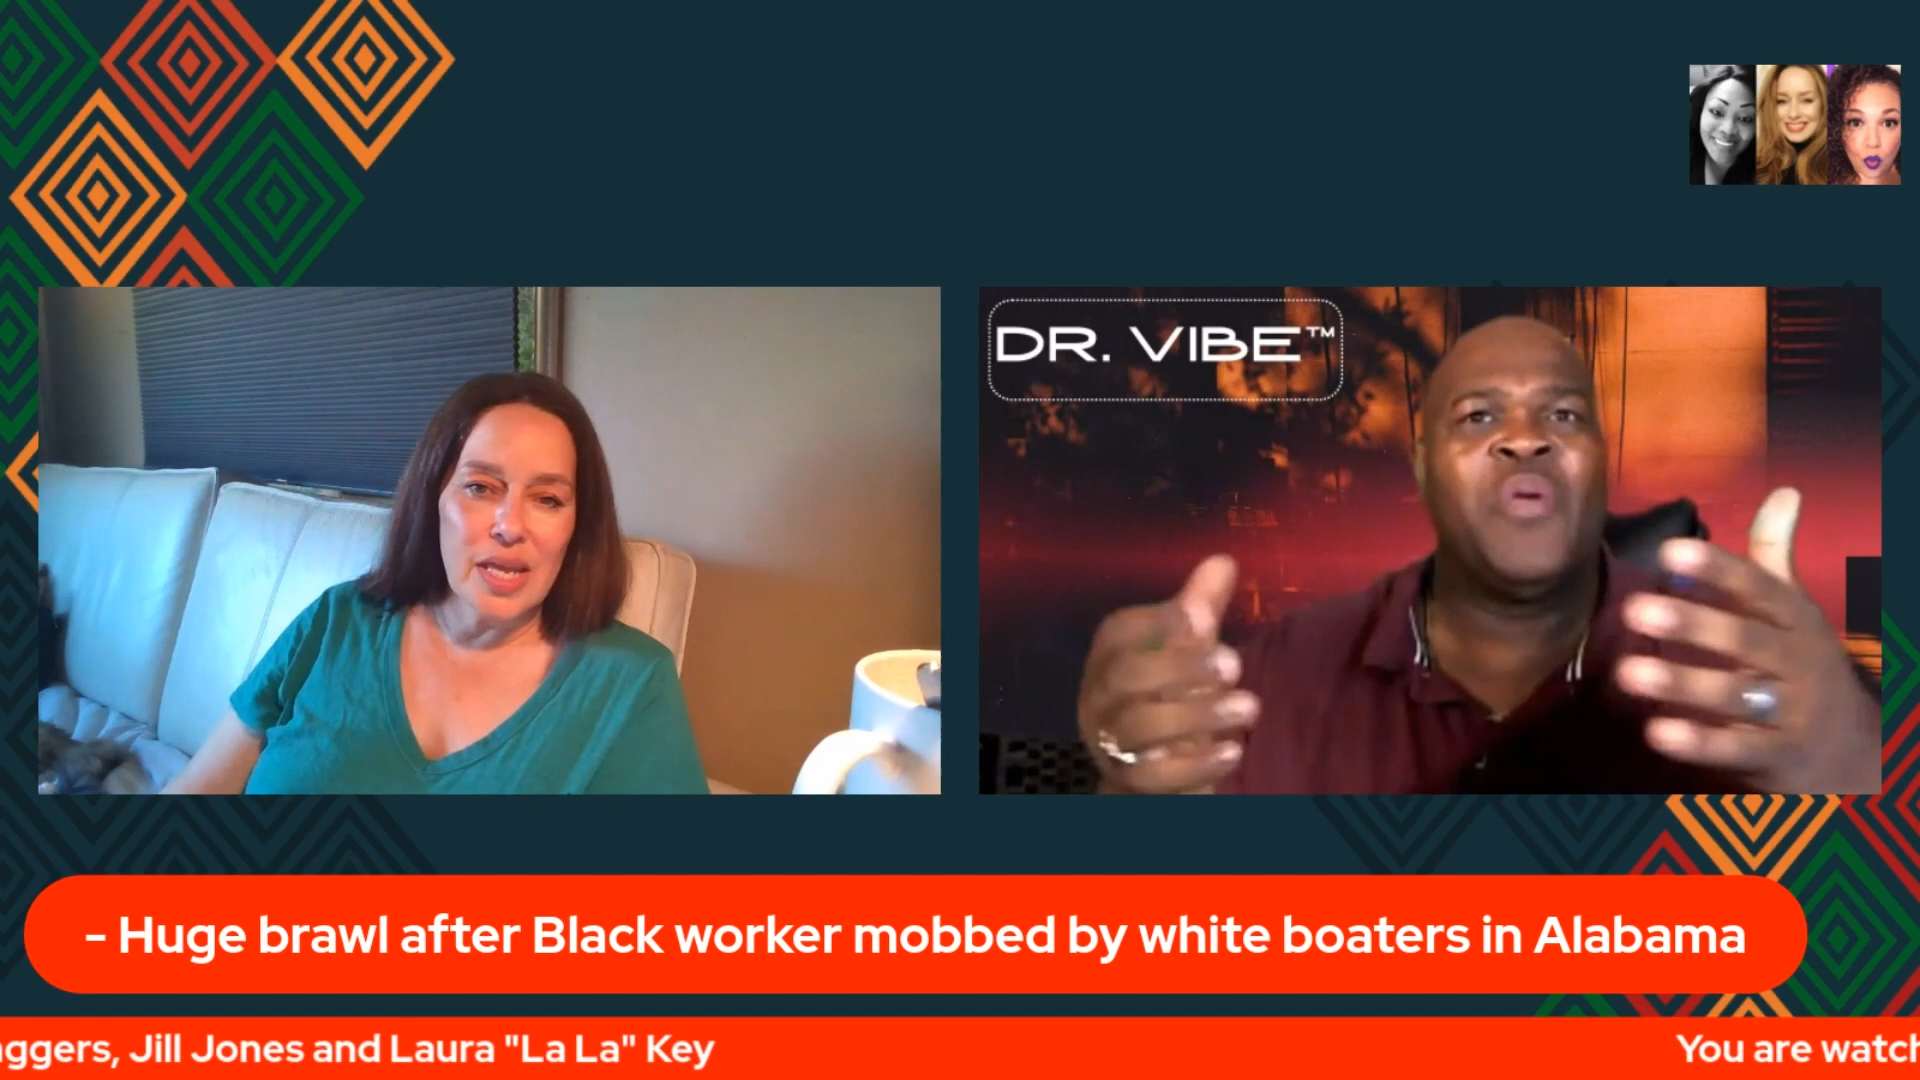 DR. VIBE™
- Huge brawl after Black worker mobbed by white boaters in Alabama
aggers, Jill Jones and Laura "La La" Key
You are watch